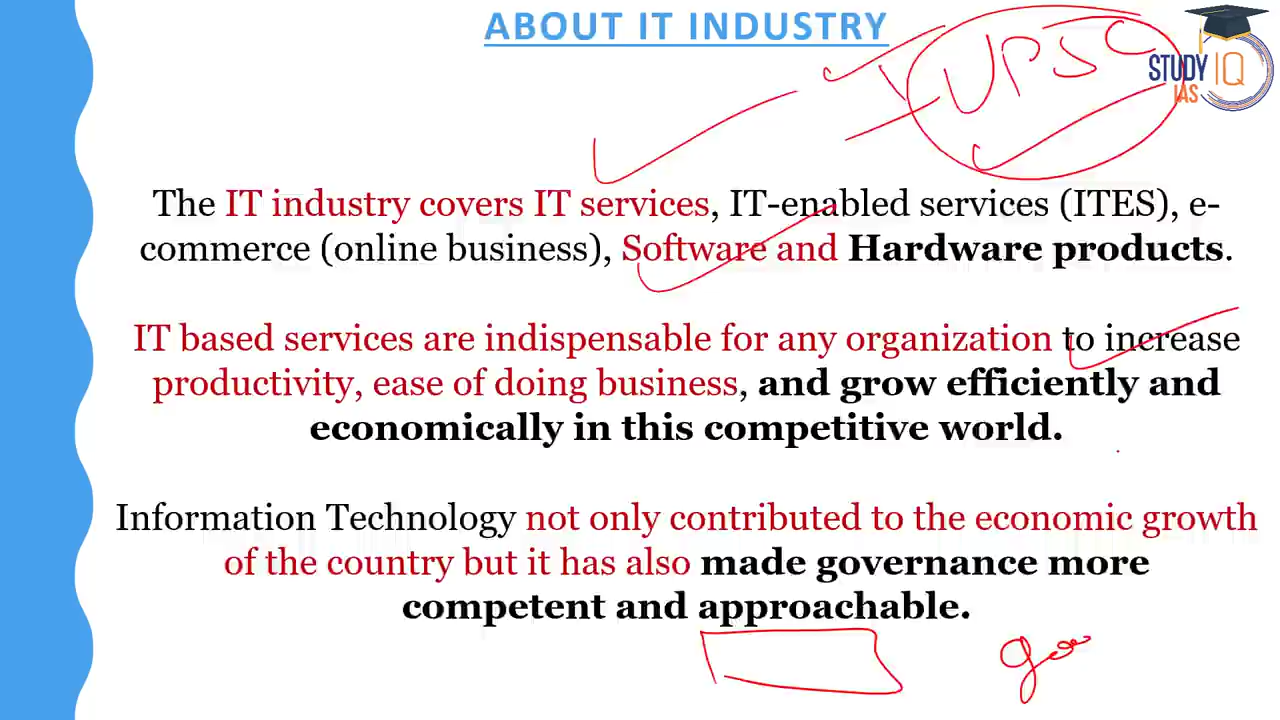 ABOUT IT INDUSTRY
UPSC
STUDY IQ
IAS
The IT industry covers IT services, IT-enabled services (ITES), e-
commerce (online business), Software and Hardware products.
IT based services are indispensable for any organization to increase
productivity, ease of doing business, and grow efficiently and
economically in this competitive world.
Information Technology not only contributed to the economic growth
of the country but it has also made governance more
competent and approachable.